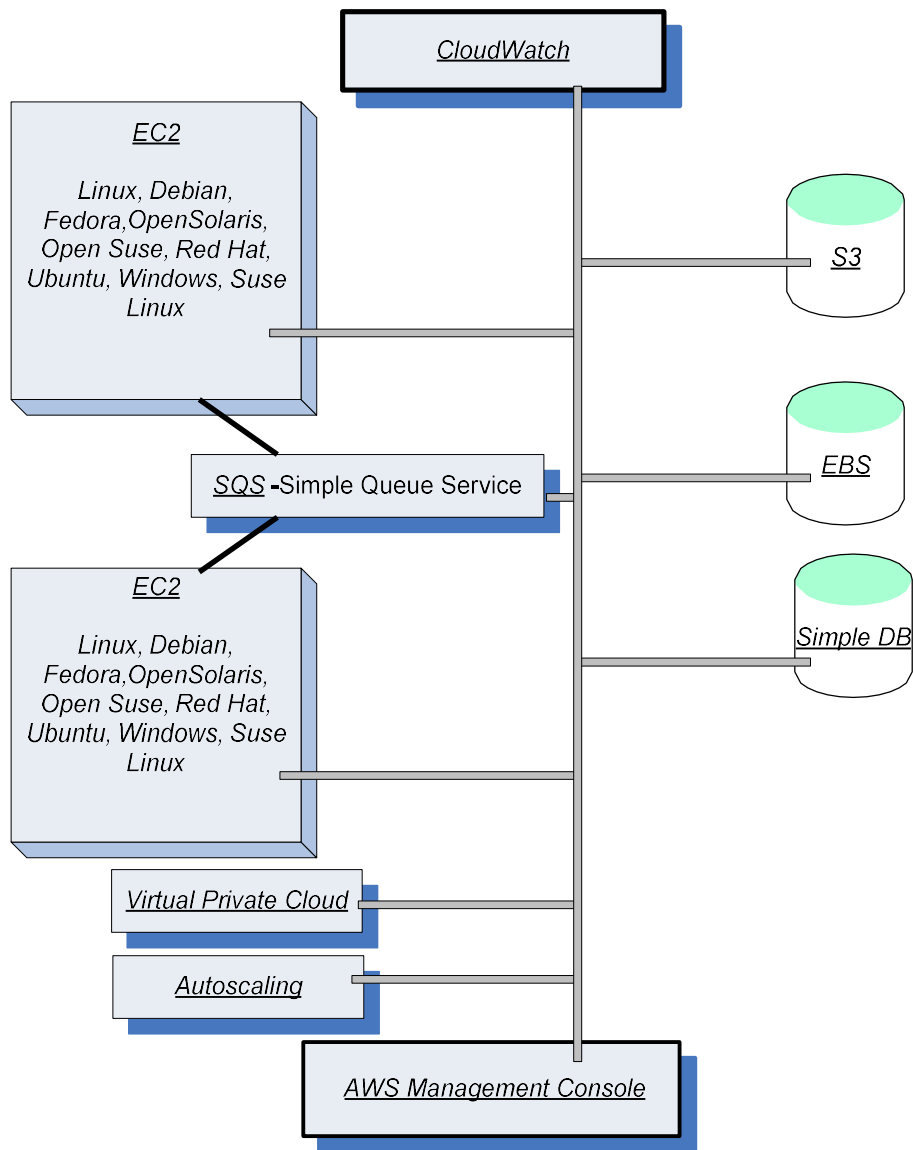 CloudWatch
EC2
Linux, Debian,
Fedora,OpenSolaris,
Open Suse, Red Hat,
Ubuntu, Windows, Suse
Linux
S3
EBS
SQS -Simple Queue Service
EC2
Linux, Debian,
Fedora,OpenSolaris,
Open Suse, Red Hat,
Ubuntu, Windows, Suse
Linux
Simple DB
Virtual Private Cloud
Autoscaling
AWS Management Console